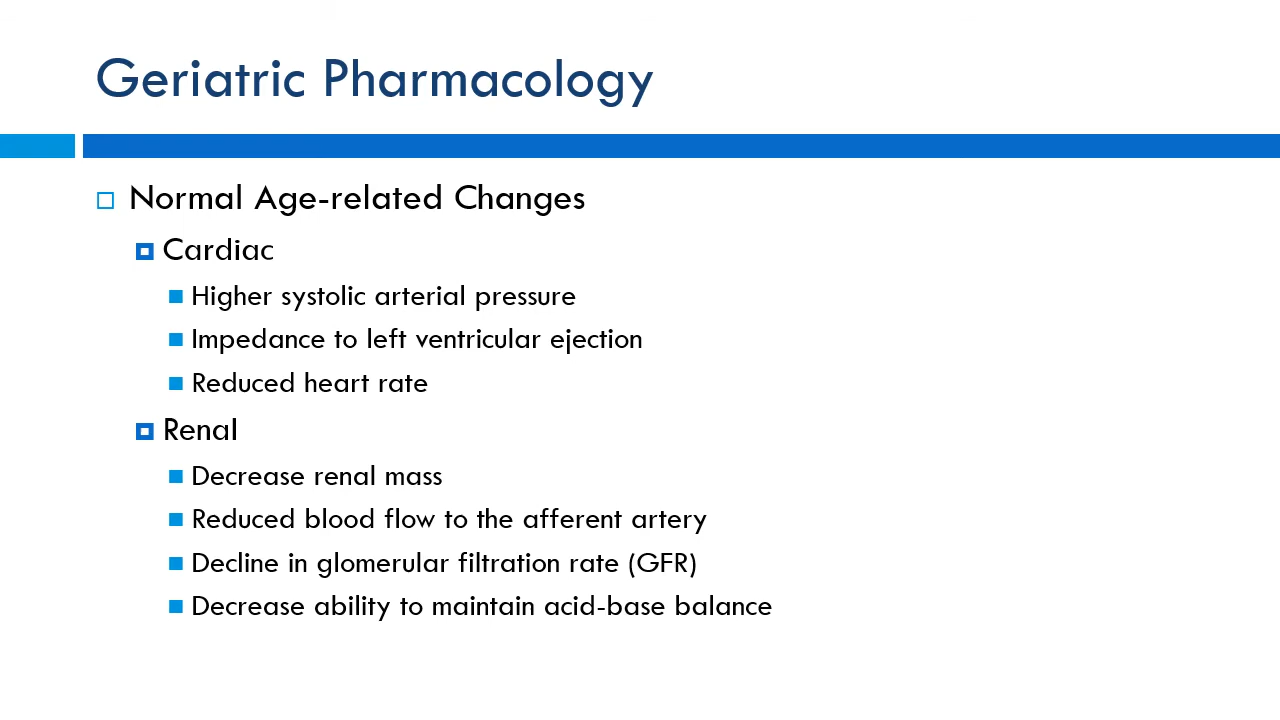 Geriatric Pharmacology
Normal Age-related Changes
Cardiac
Higher systolic arterial pressure
Impedance to left ventricular ejection
Reduced heart rate
Renal
Decrease renal mass
Reduced blood flow to the afferent artery
Decline in glomerular filtration rate (GFR)
Decrease ability to maintain acid-base balance